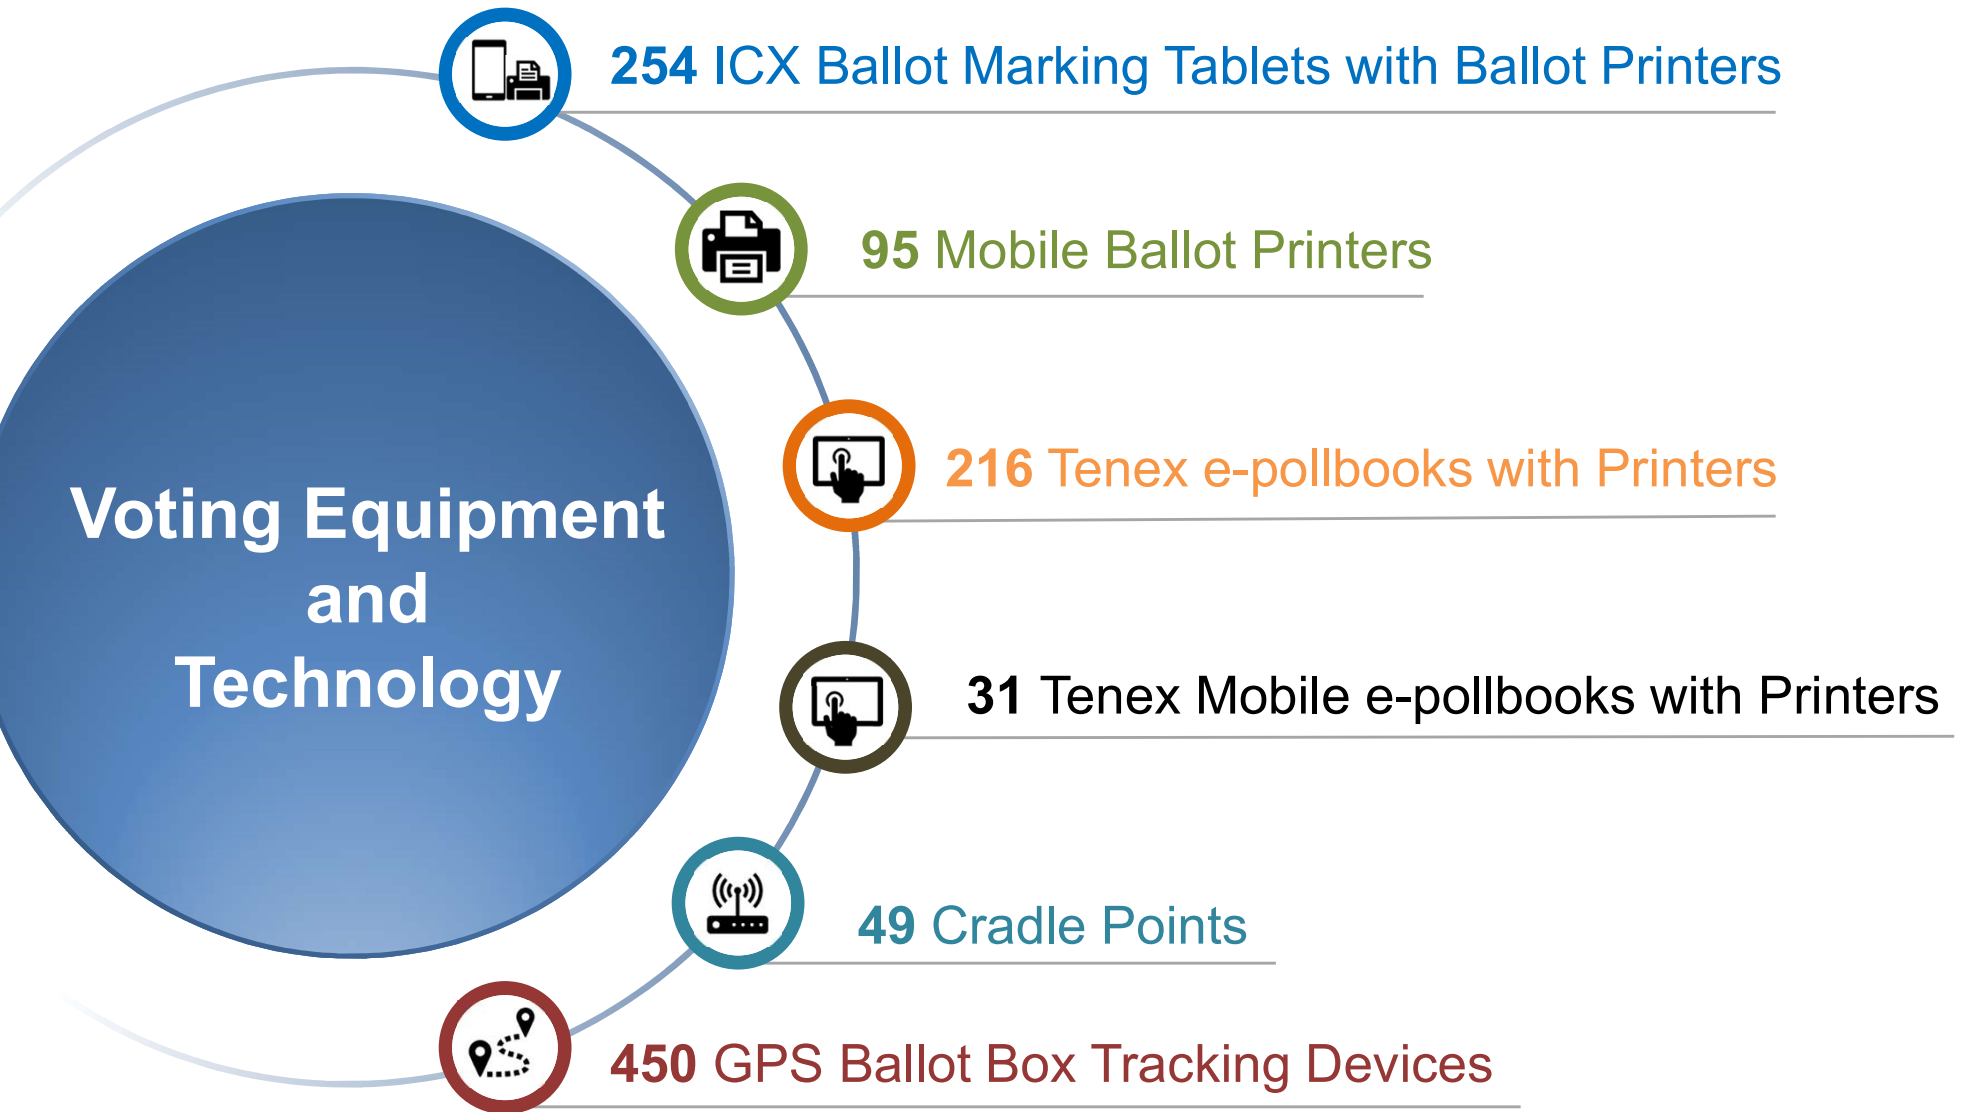 254 ICX Ballot Marking Tablets with Ballot Printers
95 Mobile Ballot Printers
216 Tenex e-pollbooks with Printers
Voting Equipment
and
Technology
31 Tenex Mobile e-pollbooks with Printers
49 Cradle Points
450 GPS Ballot Box Tracking Devices